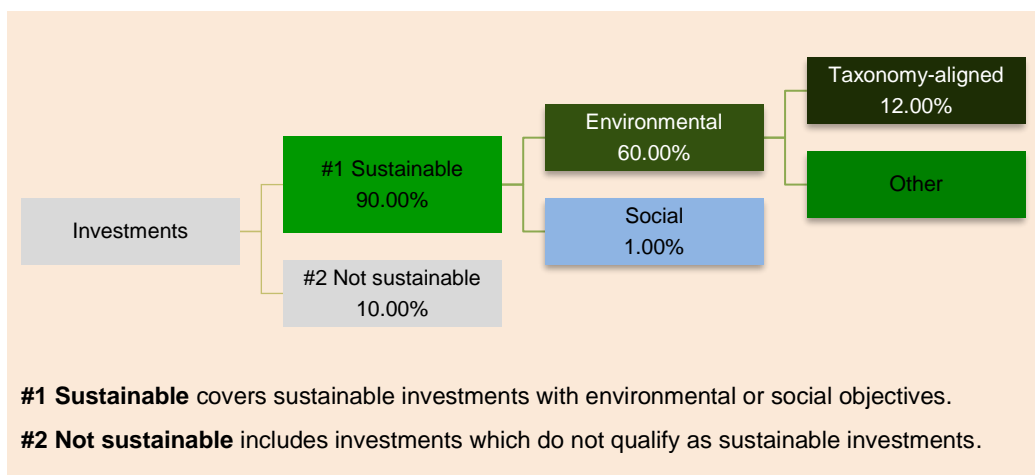 Taxonomy-aligned
12.00%
Environmental
60.00%
#1 Sustainable
90.00%
Other
Investments
Social
1.00%
#2 Not sustainable
10.00%
#1 Sustainable covers sustainable investments with environmental or social objectives.
#2 Not sustainable includes investments which do not qualify as sustainable investments.